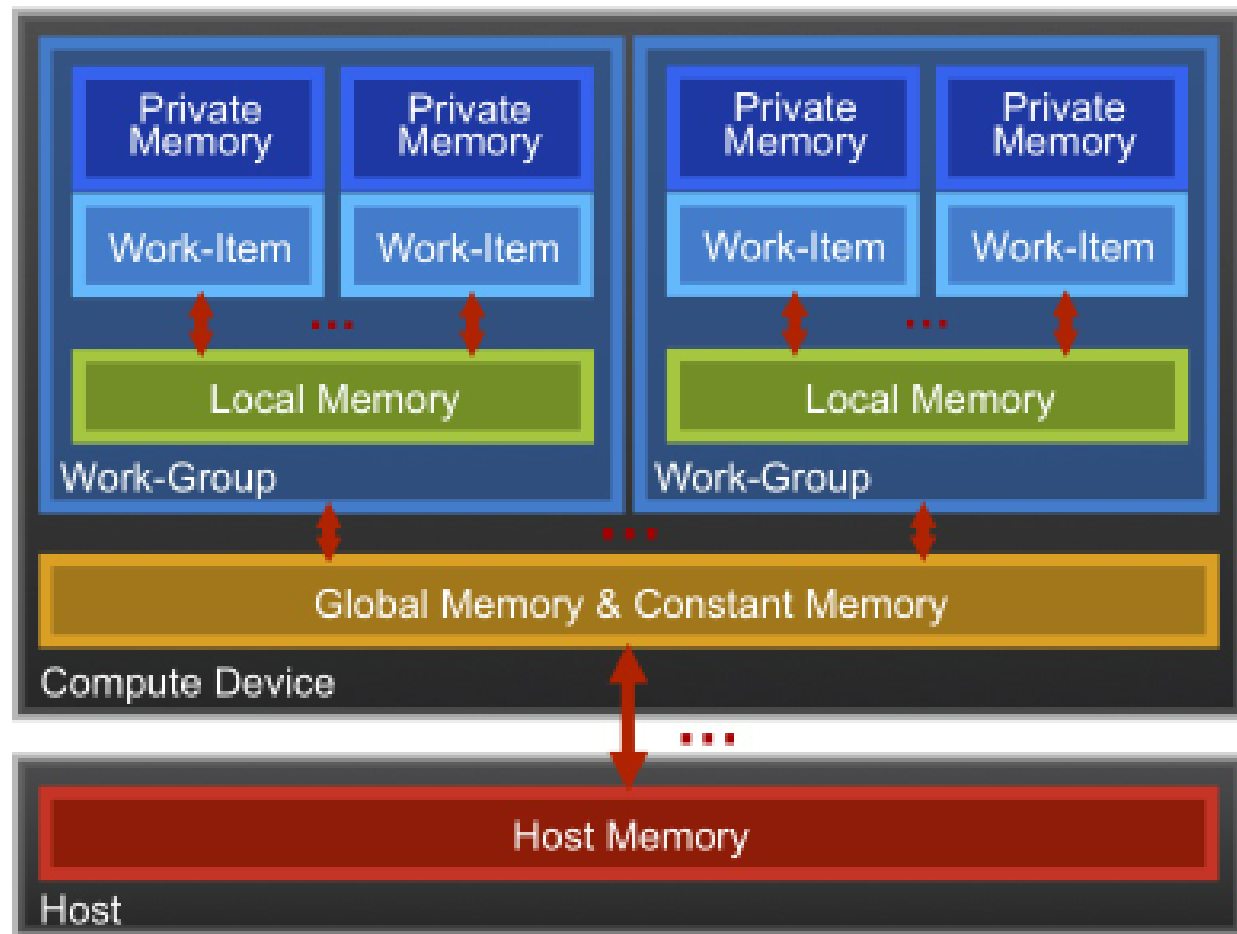 Private
Memory
Private
Memory
Private
Memory
Private
Memory
Work-Item
Work-Item
Work-Item
Work-Item
...
...
Local Memory
Local Memory
Work-Group
Work-Group
...
Global Memory & Constant Memory
Compute Device
...
Host Memory
Host